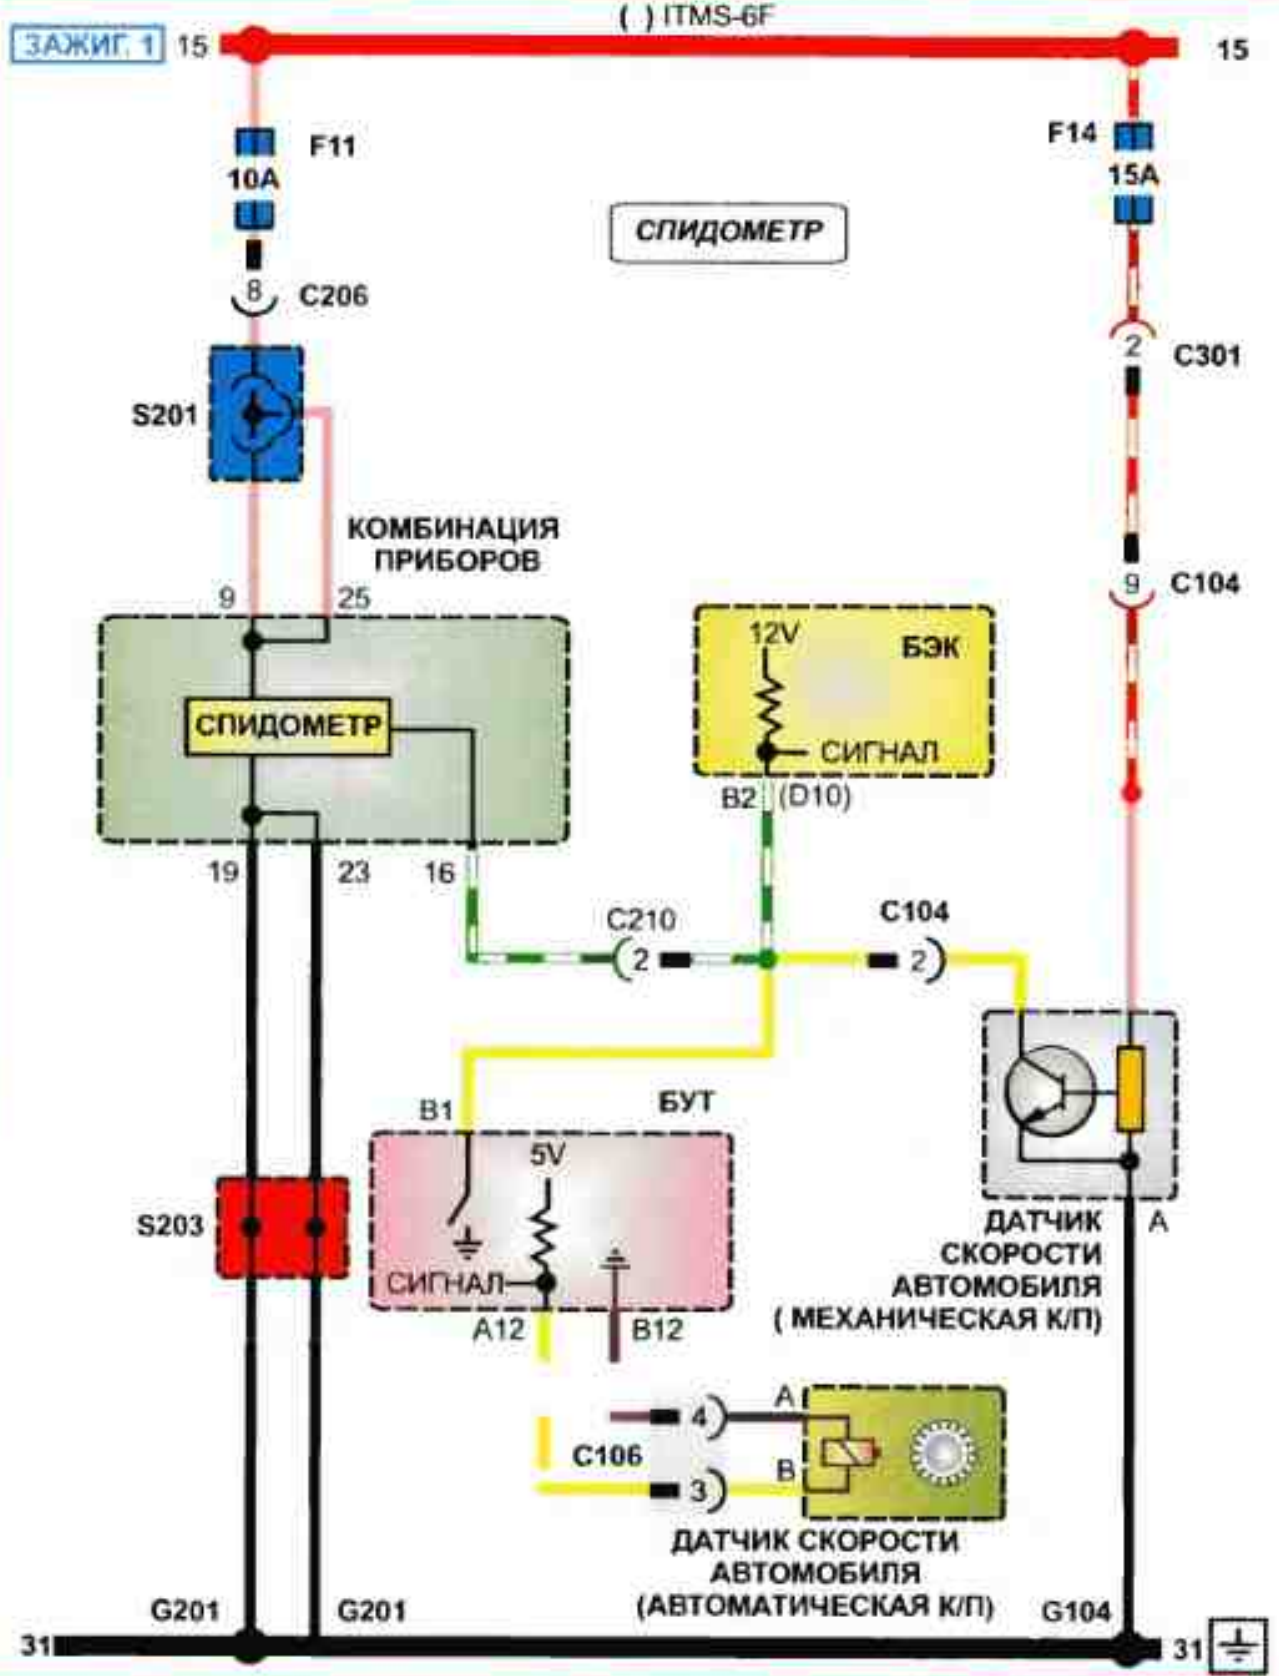 ( ) ITMS-6F
ЗАЖИГ. 1 15
15
F11
10A
F14
15A
СПИДОМЕТР
8 C206
2 C301
S201
КОМБИНАЦИЯ
ПРИБОРОВ
9 C104
9 25
12V
БЭК
СПИДОМЕТР
СИГНАЛ
B2 (D10)
19 23 16
C210
2
C104
2
B1
БУТ
5V
S203
СИГНАЛ
A12 B12
ДАТЧИК A
СКОРОСТИ
АВТОМОБИЛЯ
( МЕХАНИЧЕСКАЯ К/П)
4 A
C106
3 B
ДАТЧИК СКОРОСТИ
АВТОМОБИЛЯ
(АВТОМАТИЧЕСКАЯ К/П)
G201 G201 G104
31 31